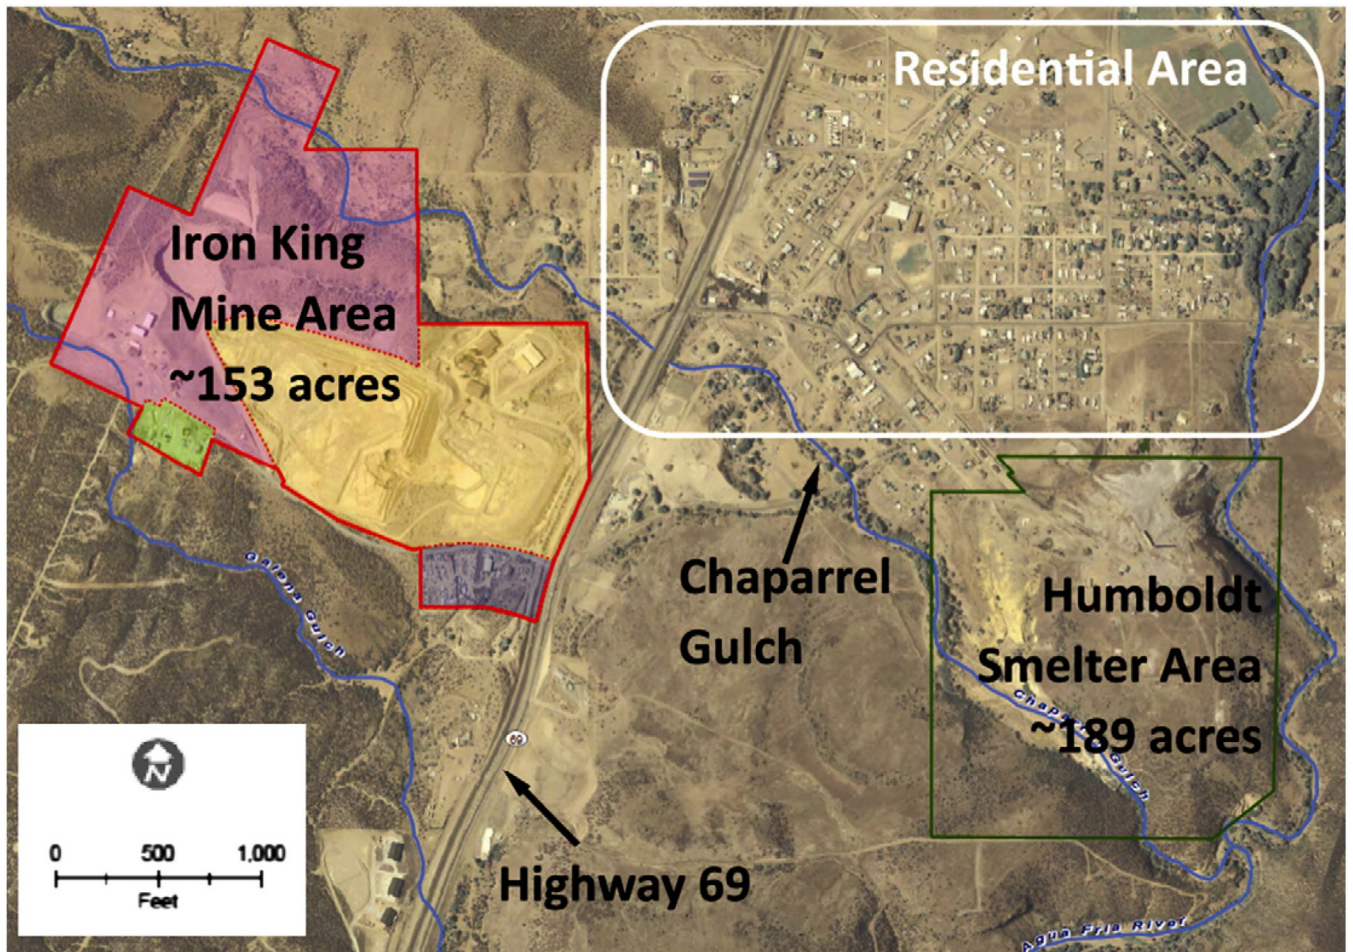 Residential Area
Iron King
Mine Area
~153 acres
Chaparrel
Gulch
Humboldt
Smelter Area
~189 acres
Galena Gulch
Chaparral Gulch
69
Highway 69
N
0 500 1,000
Feet
Agua Fria River